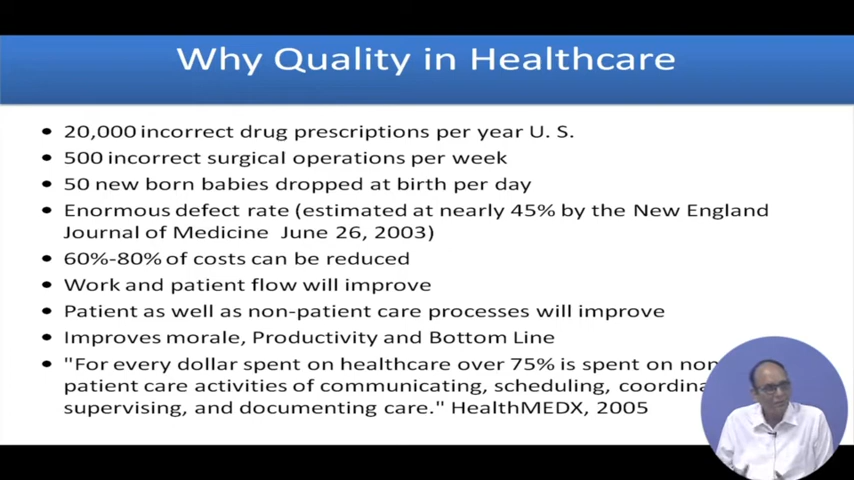 Why Quality in Healthcare
• 20,000 incorrect drug prescriptions per year U. S.
• 500 incorrect surgical operations per week
• 50 new born babies dropped at birth per day
• Enormous defect rate (estimated at nearly 45% by the New England
Journal of Medicine June 26, 2003)
• 60%-80% of costs can be reduced
• Work and patient flow will improve
• Patient as well as non-patient care processes will improve
• Improves morale, Productivity and Bottom Line
• "For every dollar spent on healthcare over 75% is spent on
patient care activities of communicating, scheduling,
supervising, and documenting care." HealthMEDX, 2005